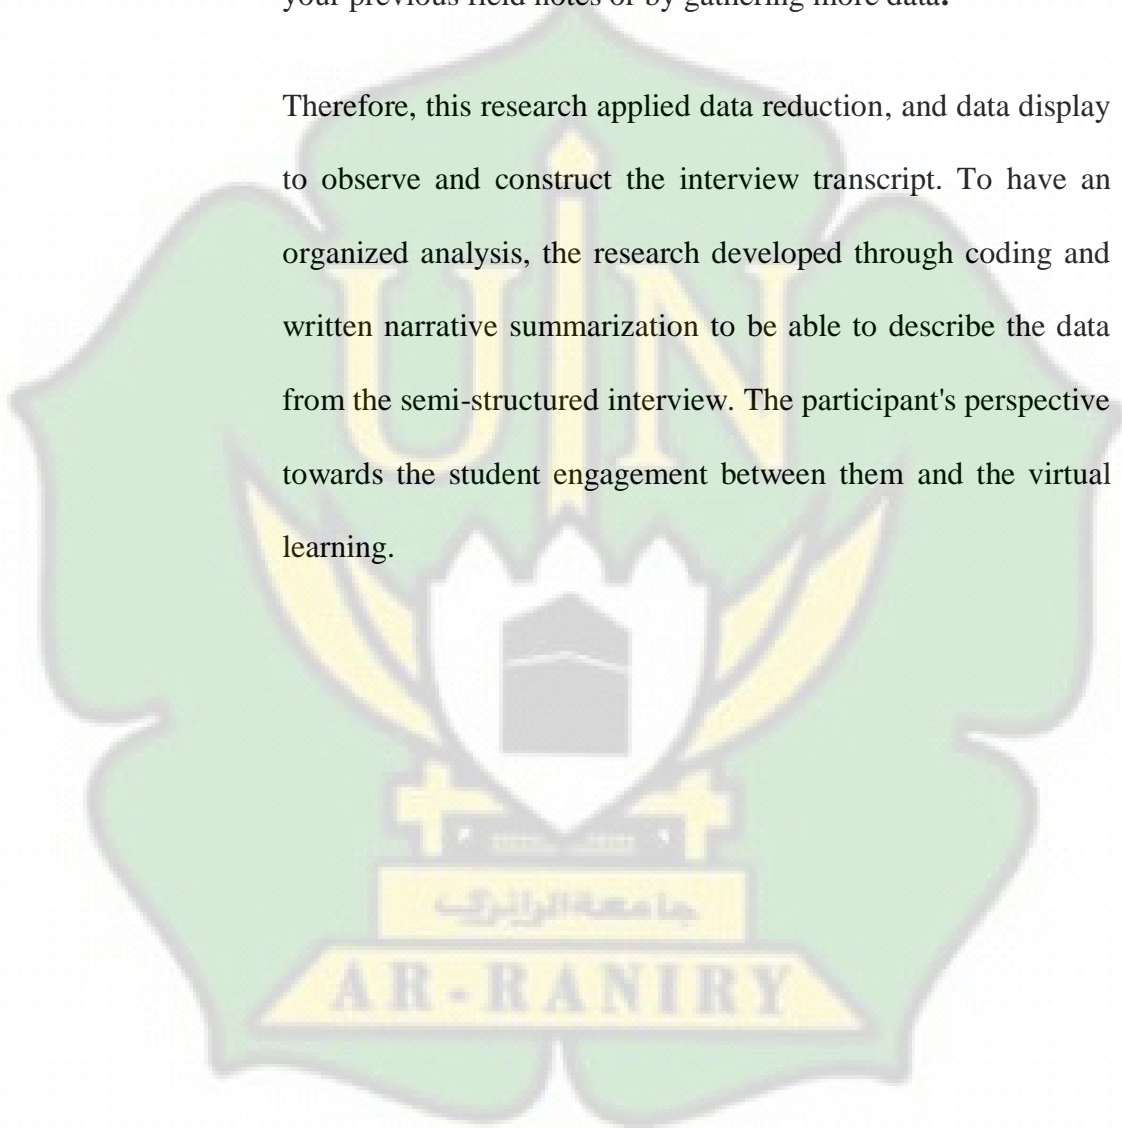 your previous field notes or by gathering more data.
Therefore, this research applied data reduction, and data display
to observe and construct the interview transcript. To have an
organized analysis, the research developed through coding and
written narrative summarization to be able to describe the data
from the semi-structured interview. The participant's perspective
towards the student engagement between them and the virtual
learning.
UIN
جامعة الرانري
AR-RANIRY